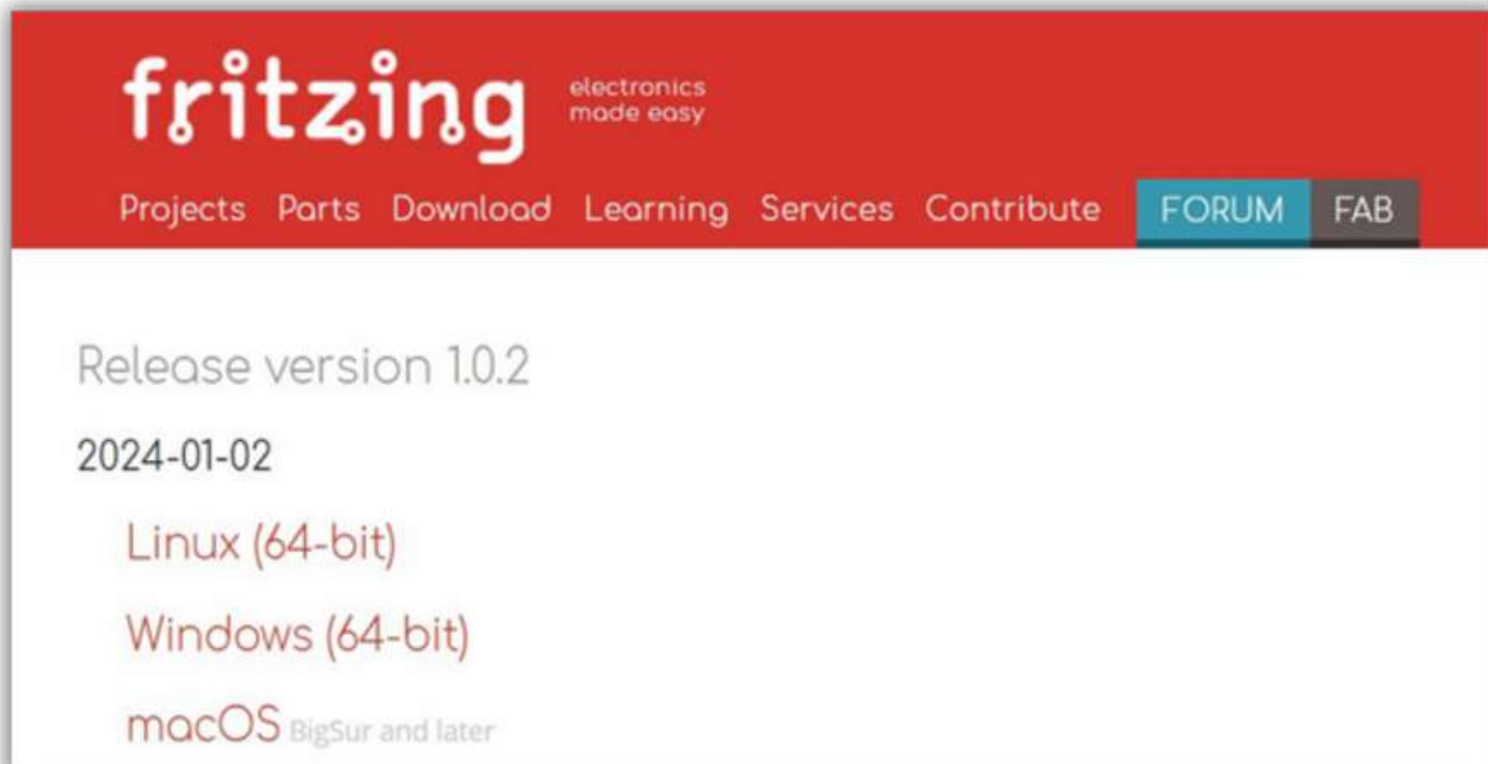 fritzing
electronics
made easy
Projects Parts Download Learning Services Contribute FORUM FAB
Release version 1.0.2
2024-01-02
Linux (64-bit)
Windows (64-bit)
macOS BigSur and later